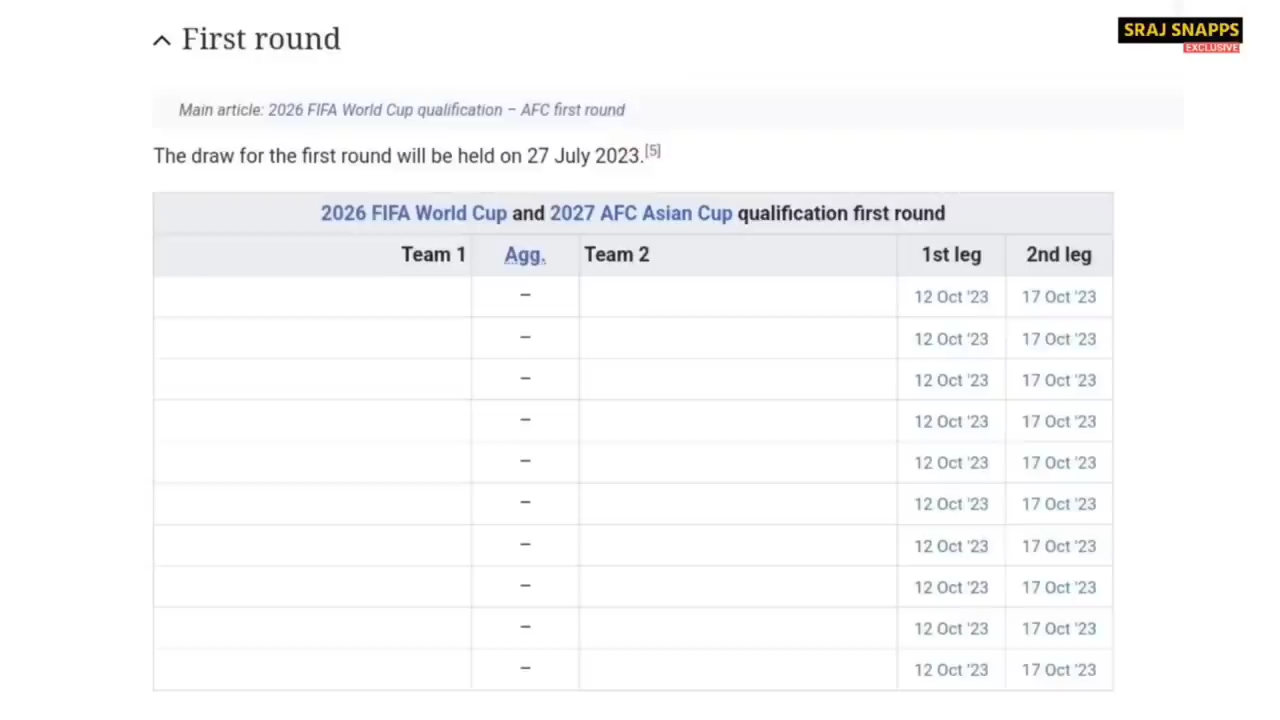 SRAJ SNAPPS
EXCLUSIVE
First round
Main article: 2026 FIFA World Cup qualification – AFC first round
The draw for the first round will be held on 27 July 2023.[5]
2026 FIFA World Cup and 2027 AFC Asian Cup qualification first round
Team 1 Agg. Team 2 1st leg 2nd leg
– 12 Oct '23 17 Oct '23
– 12 Oct '23 17 Oct '23
– 12 Oct '23 17 Oct '23
– 12 Oct '23 17 Oct '23
– 12 Oct '23 17 Oct '23
– 12 Oct '23 17 Oct '23
– 12 Oct '23 17 Oct '23
– 12 Oct '23 17 Oct '23
– 12 Oct '23 17 Oct '23
– 12 Oct '23 17 Oct '23